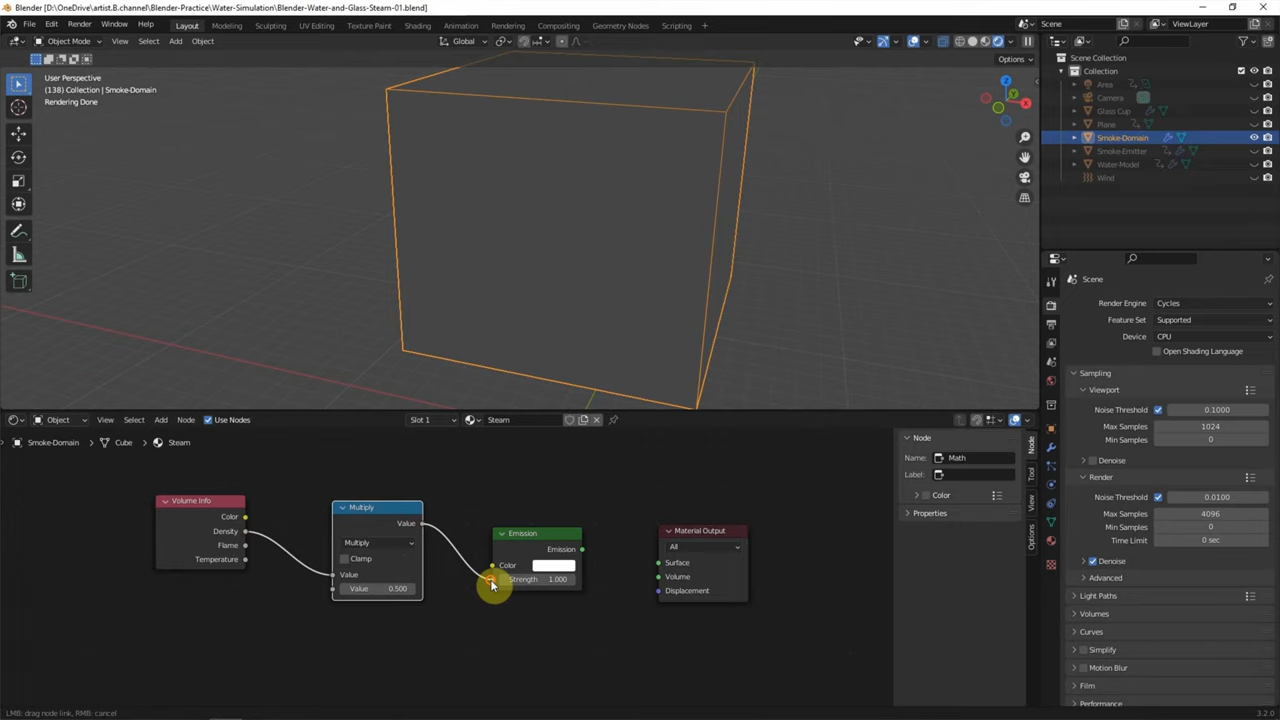 Blender* [D:\OneDrive\artist.B.channel\Blender-Practice\Water-Simulation\Blender-Water-and-Glass-Steam-01.blend]
File Edit Render Window Help Layout Modeling Sculpting UV Editing Texture Paint Shading Animation Rendering Compositing Geometry Nodes Scripting + Scene ViewLayer
Object Mode View Select Add Object Global
Options
User Perspective
(138) Collection | Smoke-Domain
Rendering Done
Z
Y
X
Scene Collection
Collection
Area
Camera
Glass Cup
Plane
Smoke-Domain
Smoke-Emitter
Water-Model
Wind
Scene
Render Engine Cycles
Feature Set Supported
Device CPU
Open Shading Language
Sampling
Viewport
Noise Threshold 0.1000
Max Samples 1024
Min Samples 0
Denoise
Render
Noise Threshold 0.0100
Max Samples 4096
Min Samples 0
Time Limit 0 sec
Denoise
Advanced
Light Paths
Volumes
Curves
Simplify
Motion Blur
Film
Performance
Object View Select Add Node Use Nodes Slot 1 Steam
Smoke-Domain > Cube > Steam
Volume Info
Color
Density
Flame
Temperature
Multiply
Value
Multiply
Clamp
Value
Value 0.500
Emission
Emission
Color
Strength 1.000
Material Output
All
Surface
Volume
Displacement
Node
Name: Math
Label:
Color
Properties
Node
Tool
View
Options
LMB: drag node link, RMB: cancel
3.2.0